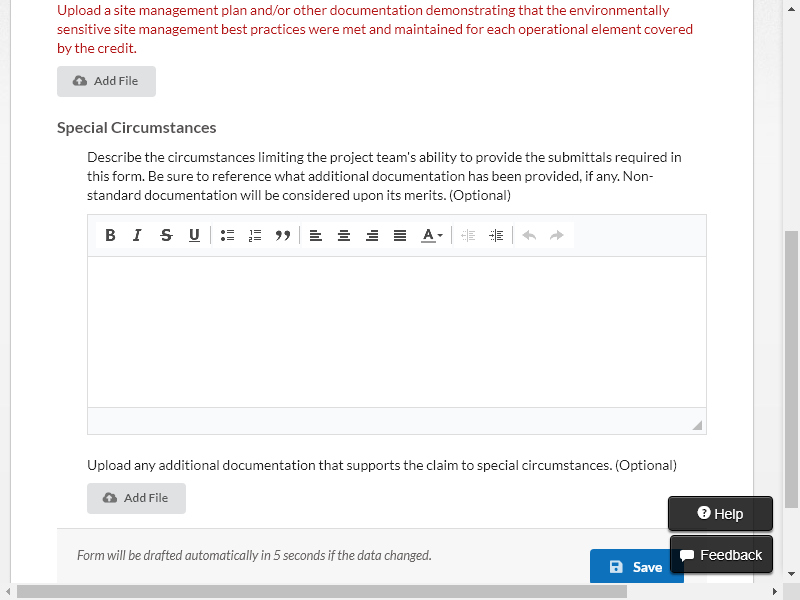 Upload a site management plan and/or other documentation demonstrating that the environmentally
sensitive site management best practices were met and maintained for each operational element covered
by the credit.
Add File
Special Circumstances
Describe the circumstances limiting the project team's ability to provide the submittals required in
this form. Be sure to reference what additional documentation has been provided, if any. Non-
standard documentation will be considered upon its merits. (Optional)
B I S U A
Upload any additional documentation that supports the claim to special circumstances. (Optional)
Add File
Help
Form will be drafted automatically in 5 seconds if the data changed.
Save
Feedback